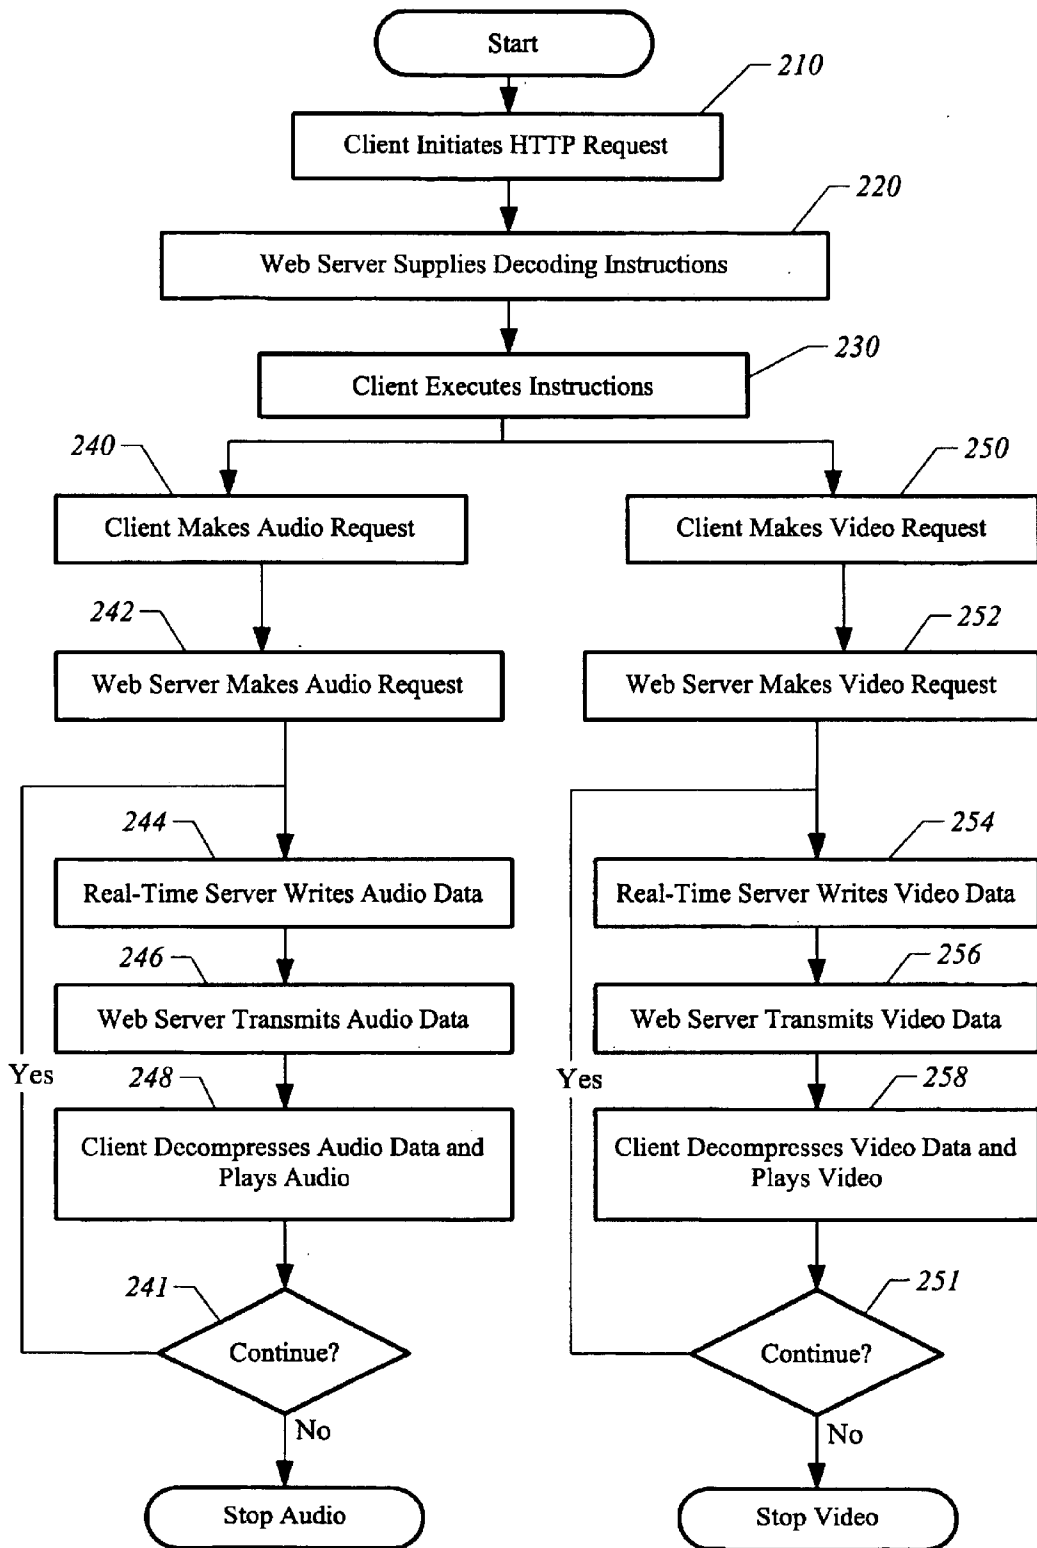 Start
210
Client Initiates HTTP Request
220
Web Server Supplies Decoding Instructions
230
Client Executes Instructions
240
250
Client Makes Audio Request
Client Makes Video Request
242
252
Web Server Makes Audio Request
Web Server Makes Video Request
244
254
Real-Time Server Writes Audio Data
Real-Time Server Writes Video Data
246
256
Web Server Transmits Audio Data
Web Server Transmits Video Data
Yes
Yes
248
258
Client Decompresses Audio Data and
Plays Audio
Client Decompresses Video Data and
Plays Video
241
251
Continue?
Continue?
No
No
Stop Audio
Stop Video